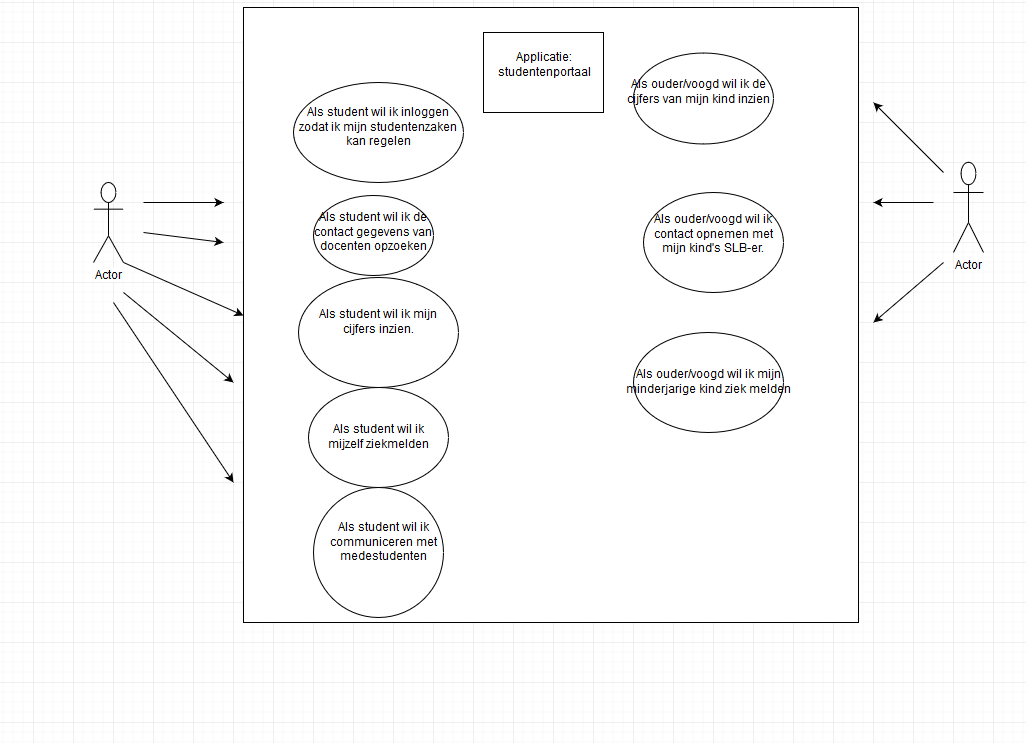 Applicatie:
studentenportaal
Als student wil ik inloggen
zodat ik mijn studentenzaken
kan regelen
Als student wil ik de
contact gegevens van
docenten opzoeken
Als student wil ik mijn
cijfers inzien.
Als student wil ik
mijzelf ziekmelden
Als student wil ik
communiceren met
medestudenten
Als ouder/voogd wil ik de
cijfers van mijn kind inzien
Als ouder/voogd wil ik
contact opnemen met
mijn kind's SLB-er.
Als ouder/voogd wil ik mijn
minderjarige kind ziek melden
Actor
Actor